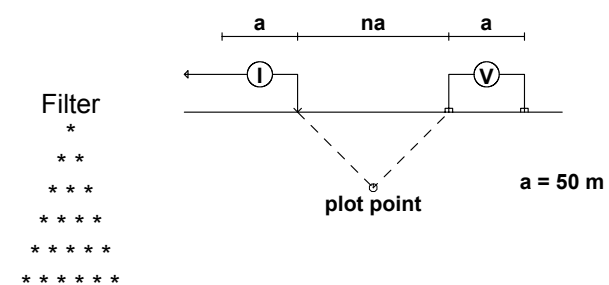 a na a
I V
Filter
*
* *
* * *
* * * *
* * * * *
* * * * * *
plot point
a = 50 m